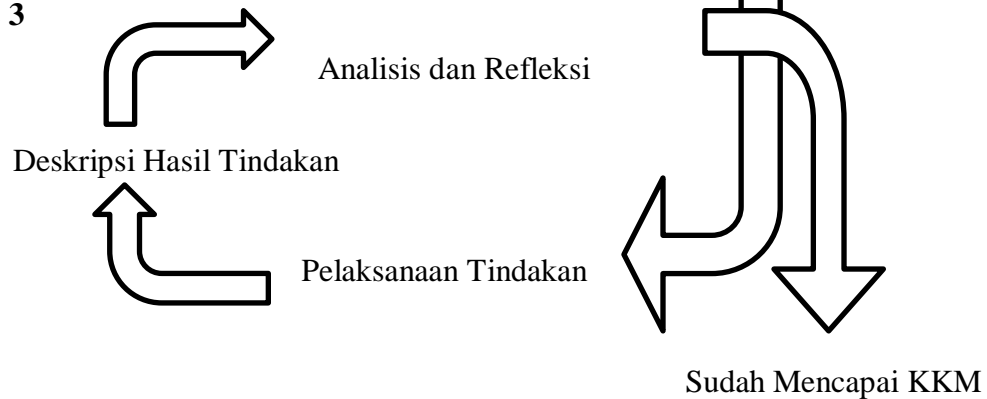 3
Analisis dan Refleksi
Deskripsi Hasil Tindakan
Pelaksanaan Tindakan
Sudah Mencapai KKM